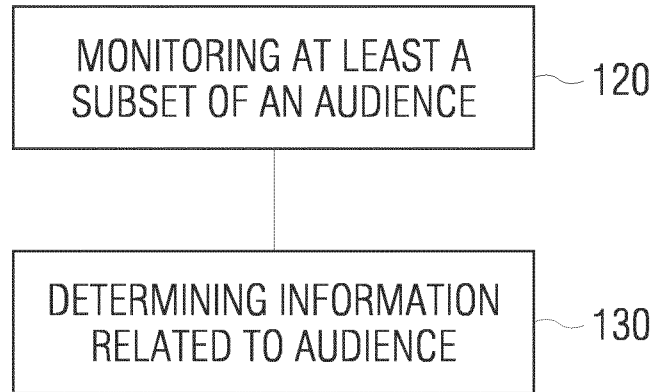 MONITORING AT LEAST A
SUBSET OF AN AUDIENCE
120
DETERMINING INFORMATION
RELATED TO AUDIENCE
130